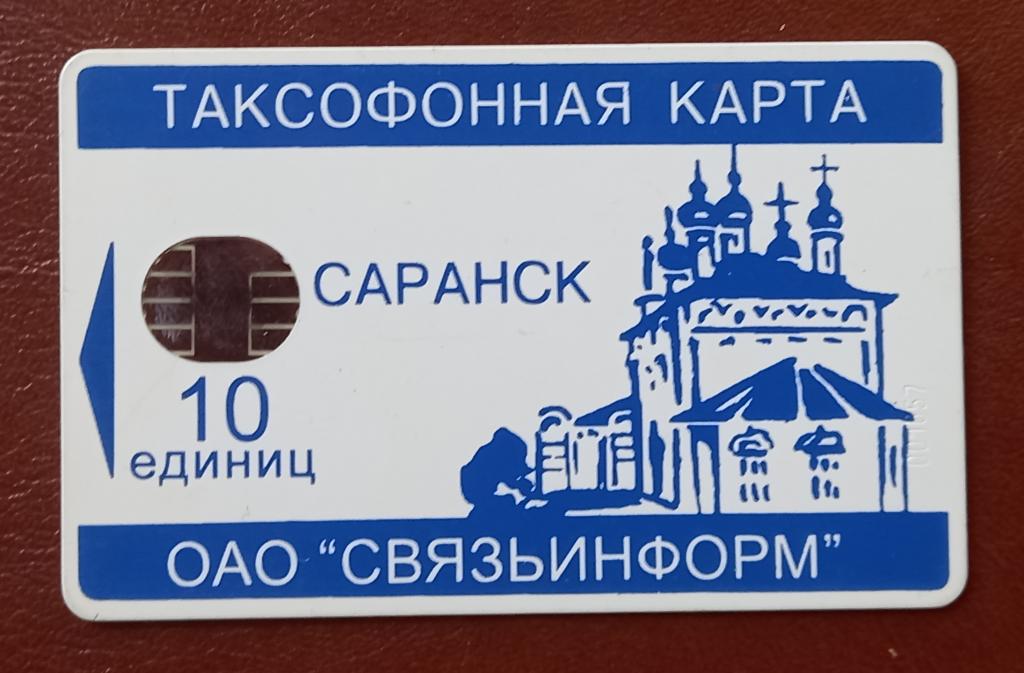 ТАКСОФОННАЯ КАРТА
САРАНСК
10
единиц
ОАО "СВЯЗЬИНФОРМ"